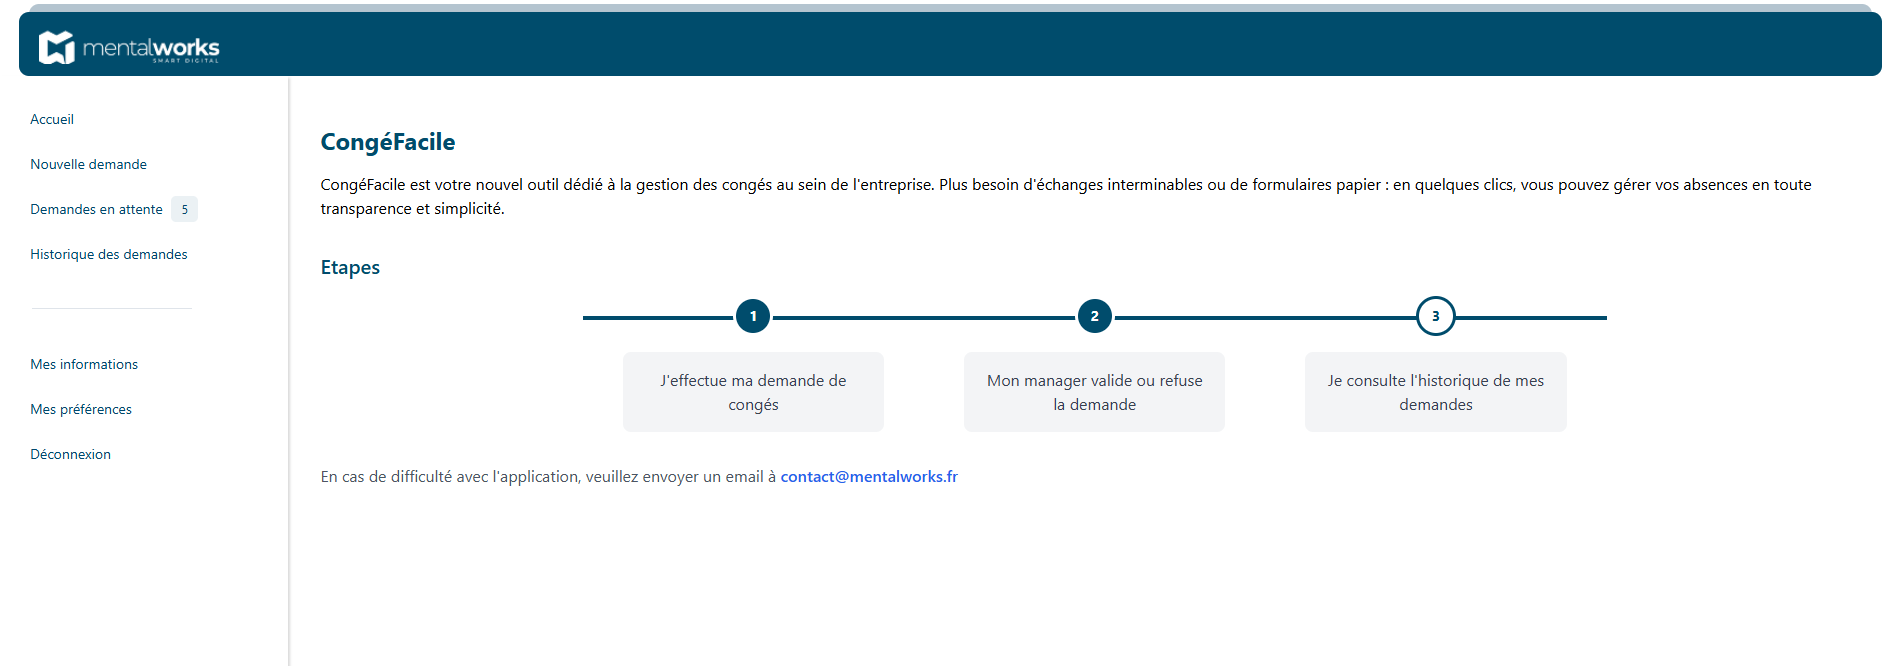 mentalworks
SMART DIGITAL
Accueil
Nouvelle demande
Demandes en attente 5
Historique des demandes
Mes informations
Mes préférences
Déconnexion
CongéFacile
CongéFacile est votre nouvel outil dédié à la gestion des congés au sein de l'entreprise. Plus besoin d'échanges interminables ou de formulaires papier : en quelques clics, vous pouvez gérer vos absences en toute
transparence et simplicité.
Etapes
1
J'effectue ma demande de
congés
2
Mon manager valide ou refuse
la demande
3
Je consulte l'historique de mes
demandes
En cas de difficulté avec l'application, veuillez envoyer un email à contact@mentalworks.fr